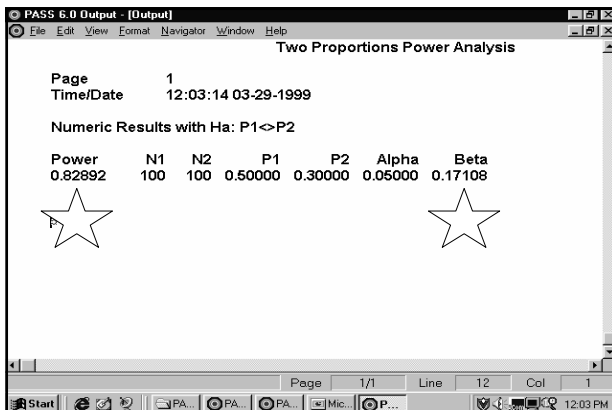 PASS 6.0 Output - [Output]
File Edit View Format Navigator Window Help
Two Proportions Power Analysis
Page 1
Time/Date 12:03:14 03-29-1999
Numeric Results with Ha: P1<>P2
Power N1 N2 P1 P2 Alpha Beta
0.82892 100 100 0.50000 0.30000 0.05000 0.17108
Page 1/1 Line 12 Col 1
Start PA... PA... PA... Mic... P... 12:03 PM